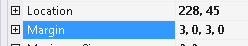 Location 228, 45
Margin 3, 0, 3, 0